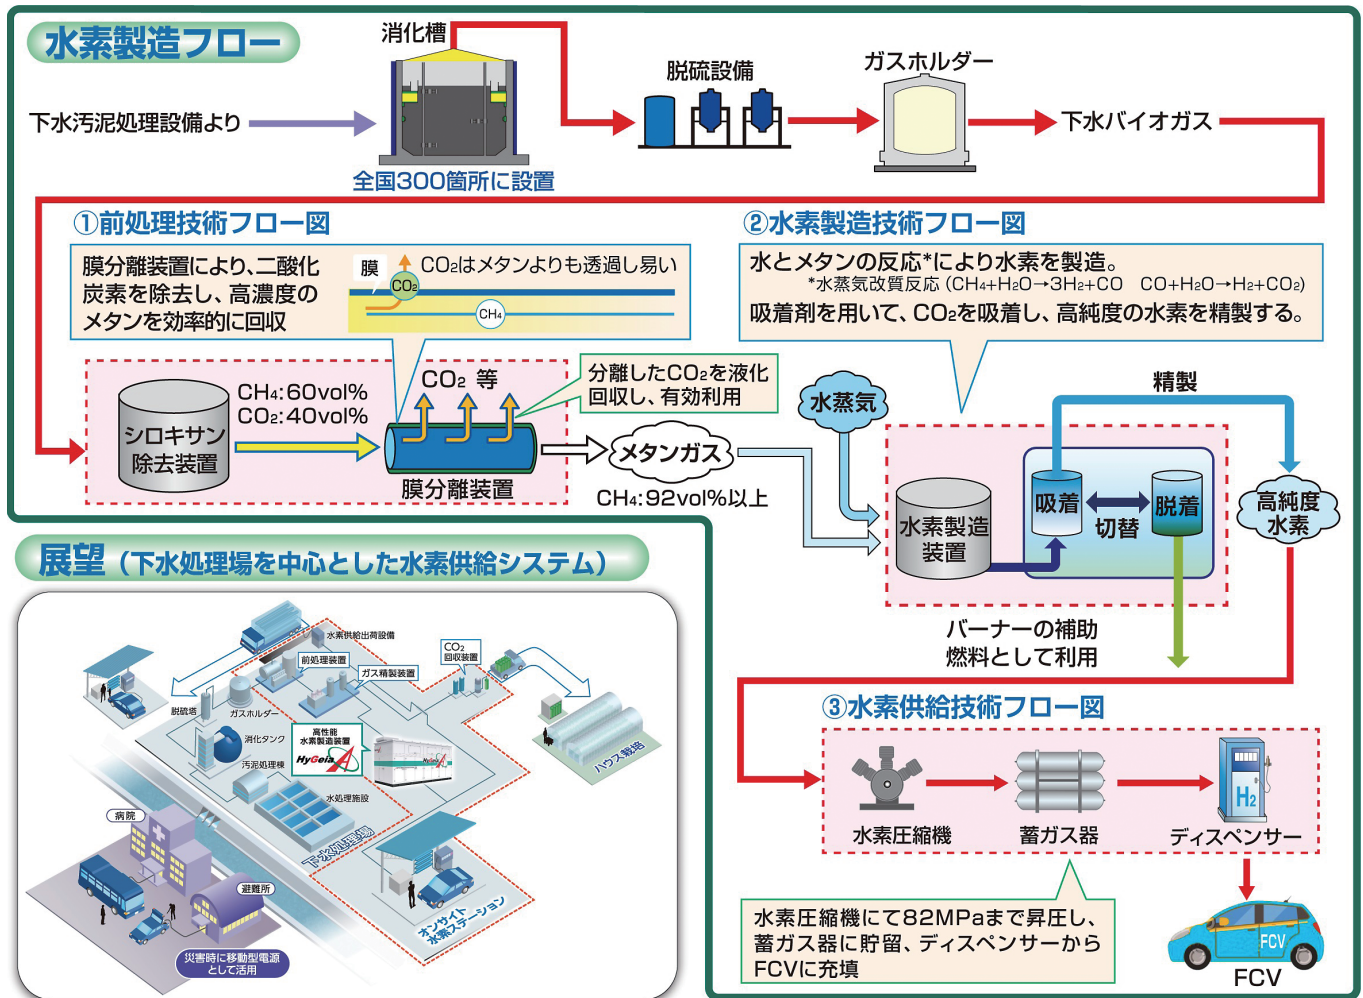 水素製造フロー
消化槽
脱硫設備
ガスホルダー
下水汚泥処理設備より
下水バイオガス
全国300箇所に設置
①前処理技術フロー図
膜分離装置により、二酸化
炭素を除去し、高濃度の
メタンを効率的に回収
膜
CO₂はメタンよりも透過し易い
CO₂
CH₄
②水素製造技術フロー図
水とメタンの反応*により水素を製造。
*水蒸気改質反応（CH₄+H₂O→3H₂+CO　CO+H₂O→H₂+CO₂）
吸着剤を用いて、CO₂を吸着し、高純度の水素を精製する。
シロキサン
除去装置
CH₄:60vol%
CO₂:40vol%
CO₂ 等
膜分離装置
分離したCO₂を液化
回収し、有効利用
メタンガス
CH₄:92vol%以上
水蒸気
精製
水素製造
装置
吸着
切替
脱着
高純度
水素
バーナーの補助
燃料として利用
③水素供給技術フロー図
水素圧縮機
蓄ガス器
H₂
ディスペンサー
水素圧縮機にて82MPaまで昇圧し、
蓄ガス器に貯留、ディスペンサーから
FCVに充填
FCV
FCV
展望（下水処理場を中心とした水素供給システム）
水素供給出荷設備
前処理装置
ガス精製装置
CO₂
回収装置
脱硫塔
ガスホルダー
消化タンク
汚泥処理棟
高性能
水素製造装置
HyGeia A
HyGeia A
水処理施設
下水処理場
ハウス栽培
病院
避難所
オンサイト
水素ステーション
災害時に移動型電源
として活用